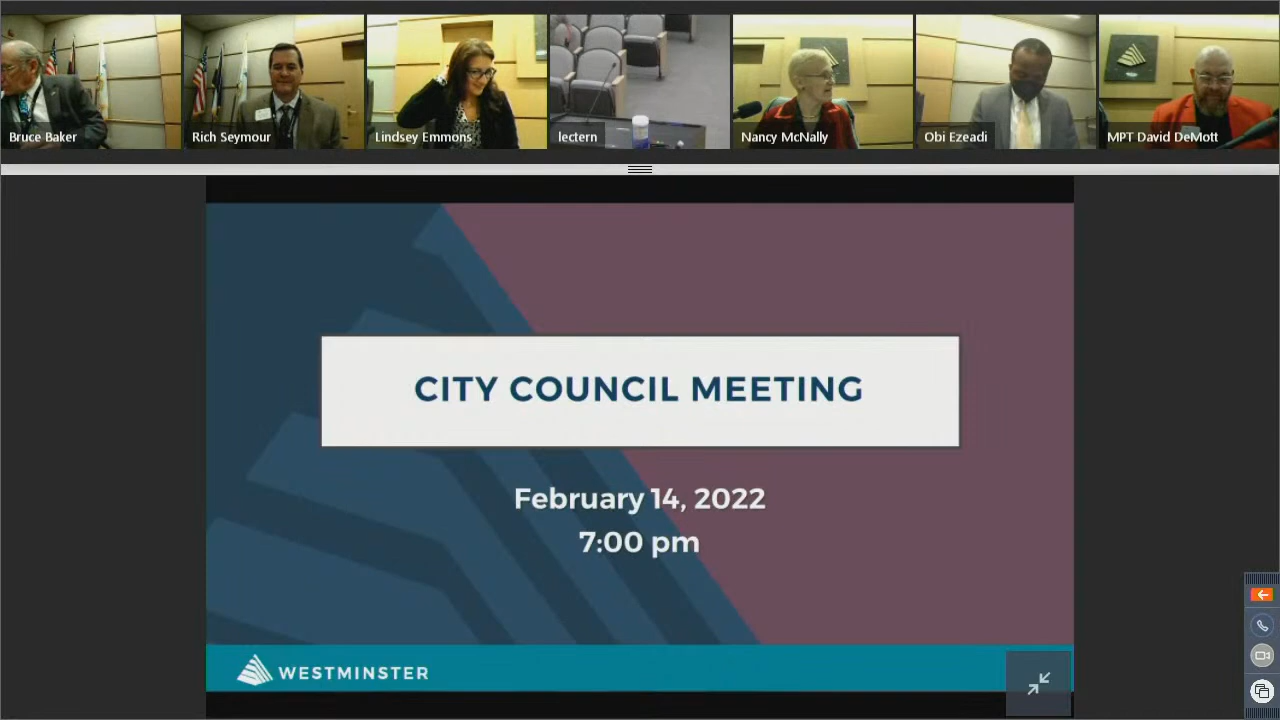 Bruce Baker
Rich Seymour
Lindsey Emmons
lectern
Nancy McNally
Obi Ezeadi
MPT David DeMott
CITY COUNCIL MEETING
February 14, 2022
7:00 pm
WESTMINSTER